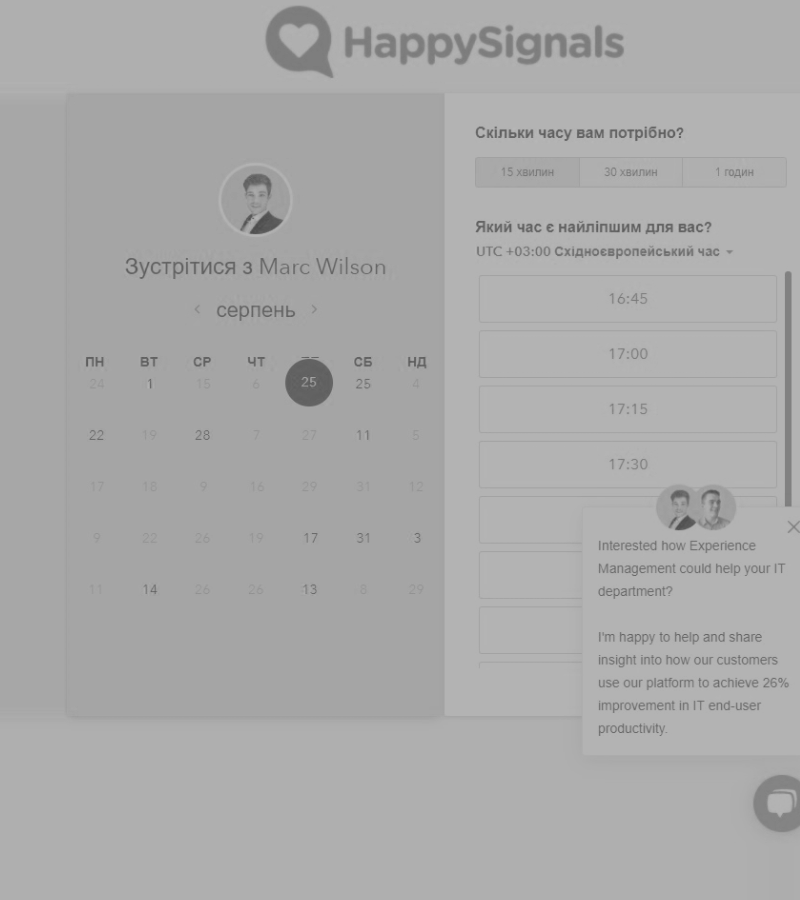 HappySignals
Зустрітися з Marc Wilson
серпень
ПН ВТ СР ЧТ СБ НД
24 1 15 6 25 25 4
22 19 28 7 27 11 5
17 18 9 16 29 31 12
9 22 26 19 17 31 3
11 14 26 26 13 8 29
Скільки часу вам потрібно?
15 хвилин 30 хвилин 1 годин
Який час є найліпшим для вас?
UTC +03:00 Східноєвропейський час
16:45
17:00
17:15
17:30
Interested how Experience
Management could help your IT
department?
I'm happy to help and share
insight into how our customers
use our platform to achieve 26%
improvement in IT end-user
productivity.